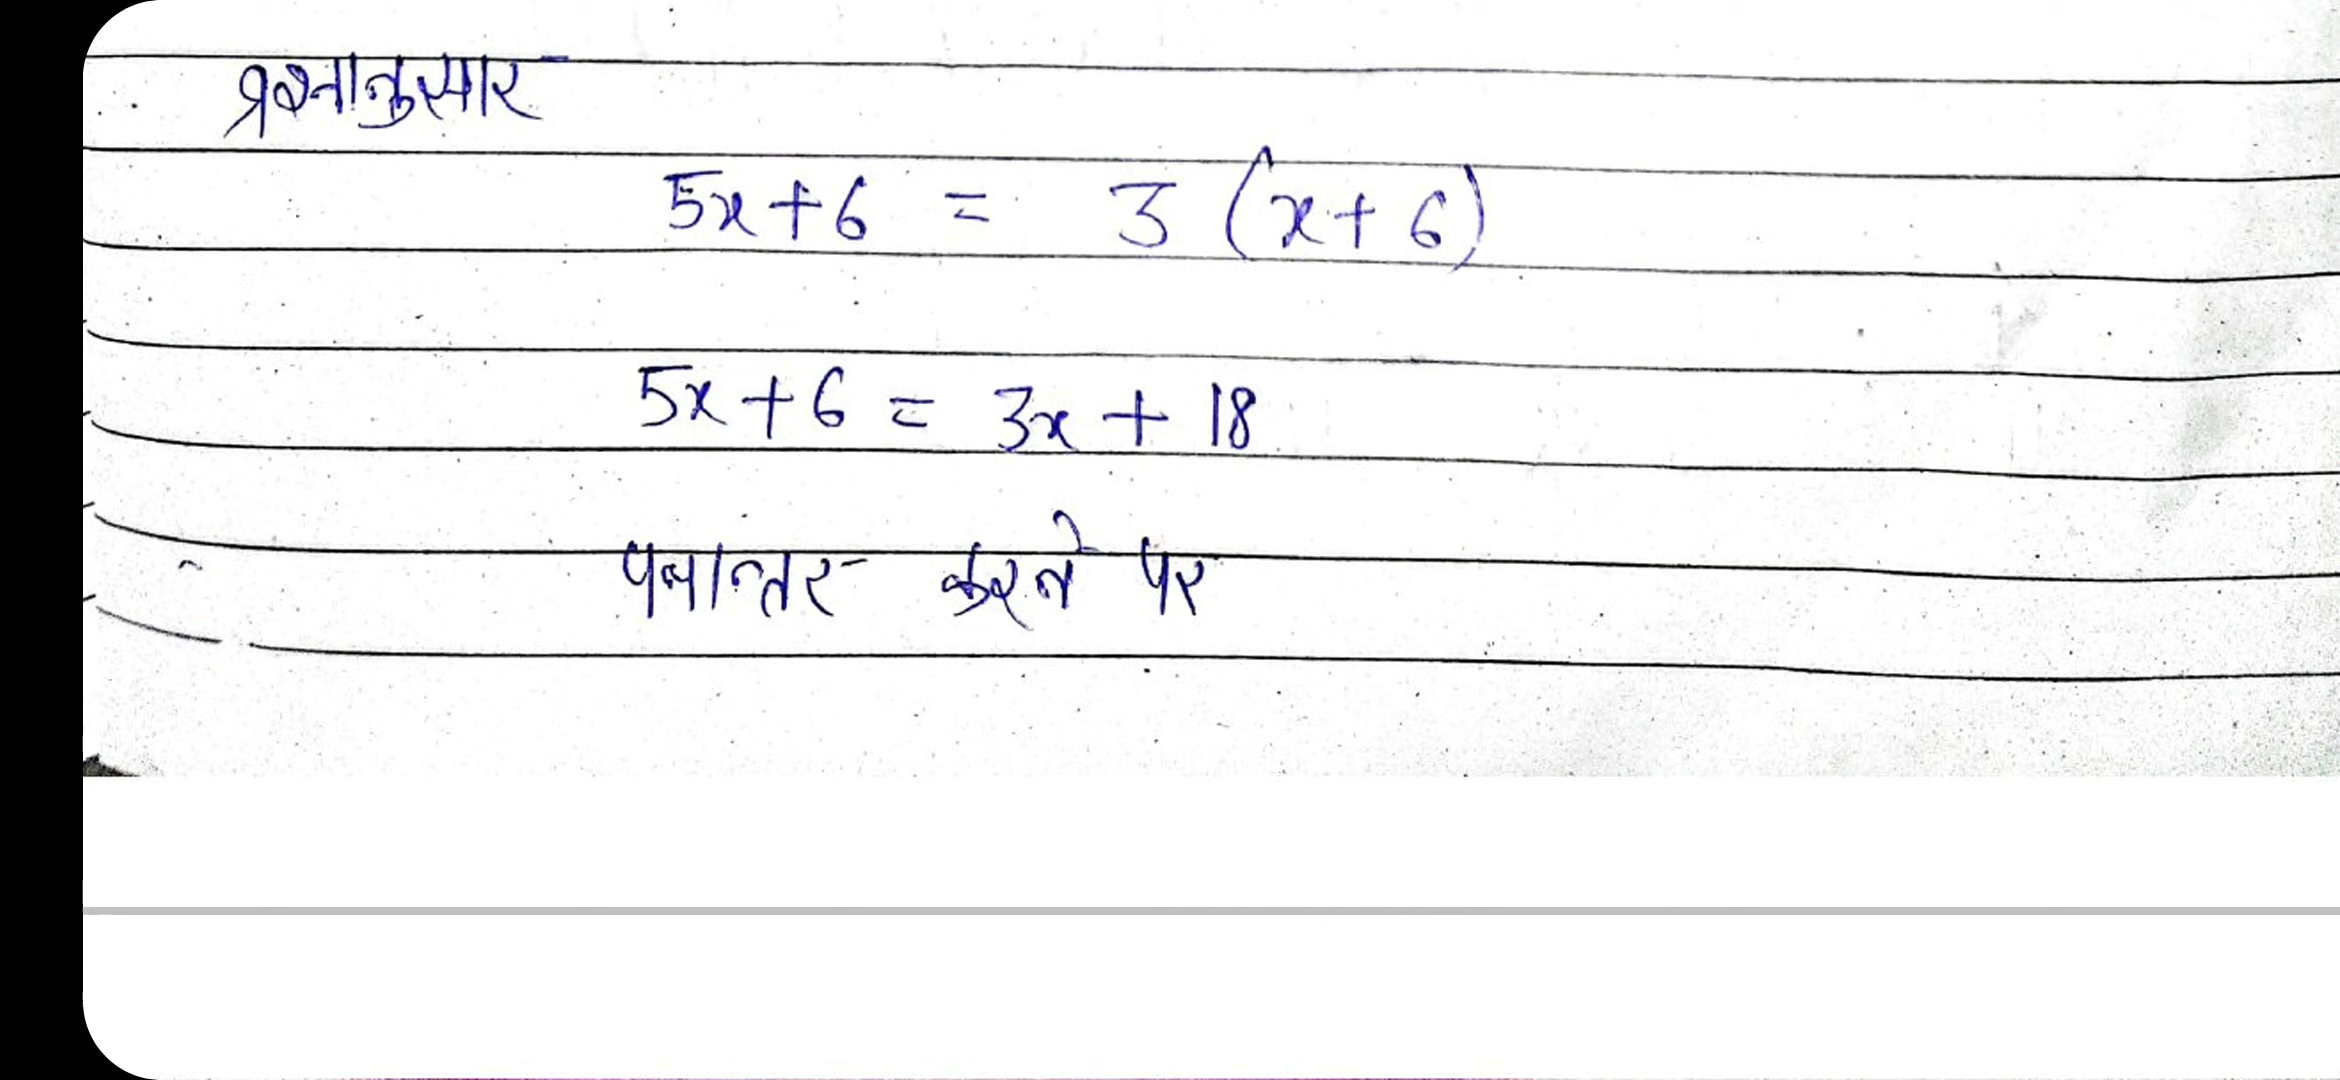 प्रश्नानुसार
5x+6 = 3 (x+6)
5x+6 = 3x + 18
पक्षान्तर करने पर